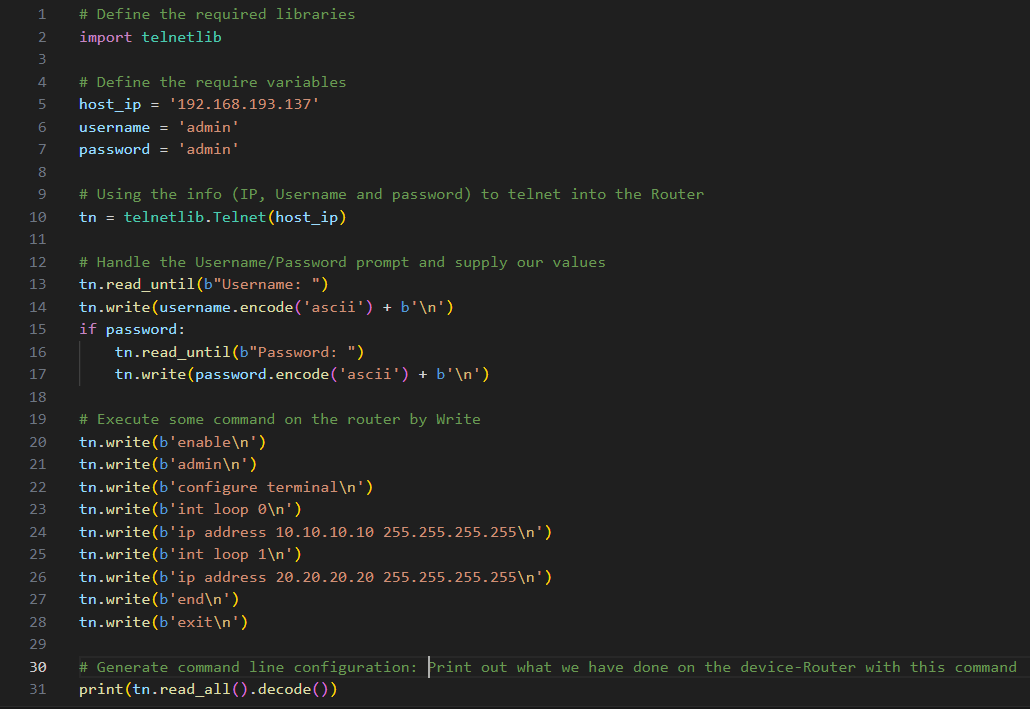 1 # Define the required libraries
2 import telnetlib
3
4 # Define the require variables
5 host_ip = '192.168.193.137'
6 username = 'admin'
7 password = 'admin'
8
9 # Using the info (IP, Username and password) to telnet into the Router
10 tn = telnetlib.Telnet(host_ip)
11
12 # Handle the Username/Password prompt and supply our values
13 tn.read_until(b"Username: ")
14 tn.write(username.encode('ascii') + b'\n')
15 if password:
16     tn.read_until(b"Password: ")
17     tn.write(password.encode('ascii') + b'\n')
18
19 # Execute some command on the router by Write
20 tn.write(b'enable\n')
21 tn.write(b'admin\n')
22 tn.write(b'configure terminal\n')
23 tn.write(b'int loop 0\n')
24 tn.write(b'ip address 10.10.10.10 255.255.255.255\n')
25 tn.write(b'int loop 1\n')
26 tn.write(b'ip address 20.20.20.20 255.255.255.255\n')
27 tn.write(b'end\n')
28 tn.write(b'exit\n')
29
30 # Generate command line configuration: Print out what we have done on the device-Router with this command
31 print(tn.read_all().decode())